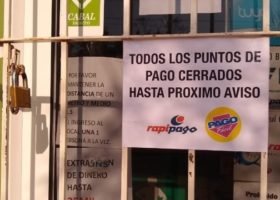 CABAL
TODOS LOS PUNTOS DE
PAGO CERRADOS
HASTA PROXIMO AVISO
rapipago
PAGO
fácil
POR FAVOR
MANTENER LA
DISTANCIA DE UN
METRO Y MEDIO
INGRESO AL
LOCAL UNA
PERSONA A LA VEZ.
DE DINERO
HASTA